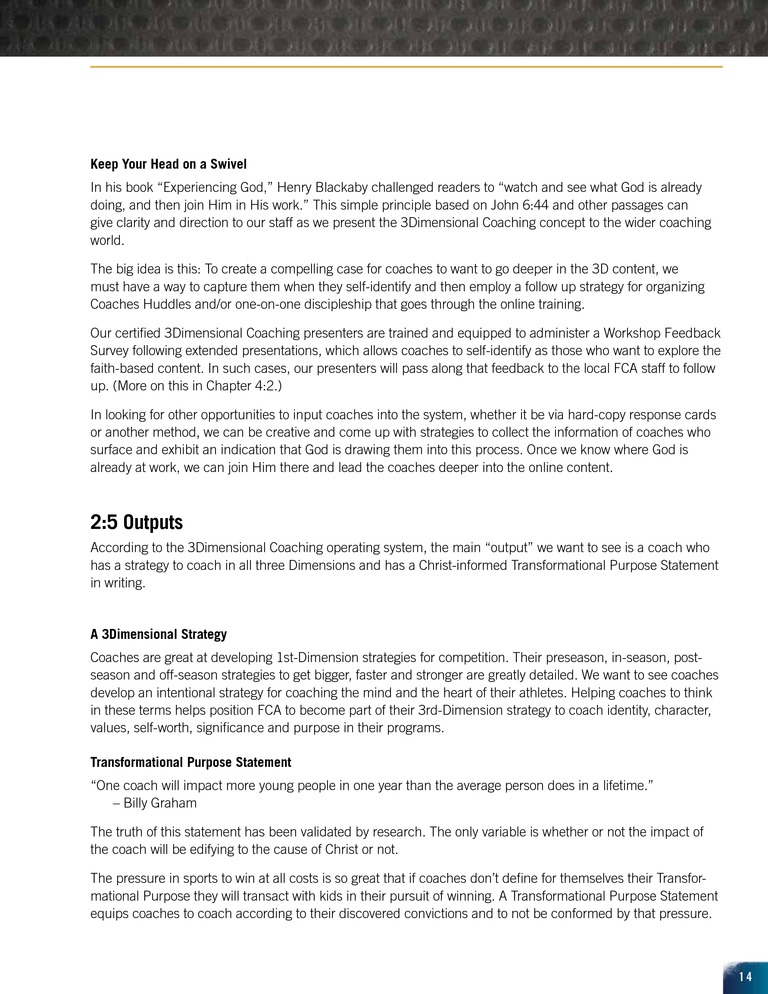 Keep Your Head on a Swivel
In his book “Experiencing God,” Henry Blackaby challenged readers to “watch and see what God is already
doing, and then join Him in His work.” This simple principle based on John 6:44 and other passages can
give clarity and direction to our staff as we present the 3Dimensional Coaching concept to the wider coaching
world.
The big idea is this: To create a compelling case for coaches to want to go deeper in the 3D content, we
must have a way to capture them when they self-identify and then employ a follow up strategy for organizing
Coaches Huddles and/or one-on-one discipleship that goes through the online training.
Our certified 3Dimensional Coaching presenters are trained and equipped to administer a Workshop Feedback
Survey following extended presentations, which allows coaches to self-identify as those who want to explore the
faith-based content. In such cases, our presenters will pass along that feedback to the local FCA staff to follow
up. (More on this in Chapter 4:2.)
In looking for other opportunities to input coaches into the system, whether it be via hard-copy response cards
or another method, we can be creative and come up with strategies to collect the information of coaches who
surface and exhibit an indication that God is drawing them into this process. Once we know where God is
already at work, we can join Him there and lead the coaches deeper into the online content.
2:5 Outputs
According to the 3Dimensional Coaching operating system, the main “output” we want to see is a coach who
has a strategy to coach in all three Dimensions and has a Christ-informed Transformational Purpose Statement
in writing.
A 3Dimensional Strategy
Coaches are great at developing 1st-Dimension strategies for competition. Their preseason, in-season, post-
season and off-season strategies to get bigger, faster and stronger are greatly detailed. We want to see coaches
develop an intentional strategy for coaching the mind and the heart of their athletes. Helping coaches to think
in these terms helps position FCA to become part of their 3rd-Dimension strategy to coach identity, character,
values, self-worth, significance and purpose in their programs.
Transformational Purpose Statement
“One coach will impact more young people in one year than the average person does in a lifetime.”
– Billy Graham
The truth of this statement has been validated by research. The only variable is whether or not the impact of
the coach will be edifying to the cause of Christ or not.
The pressure in sports to win at all costs is so great that if coaches don’t define for themselves their Transfor-
mational Purpose they will transact with kids in their pursuit of winning. A Transformational Purpose Statement
equips coaches to coach according to their discovered convictions and to not be conformed by that pressure.
14